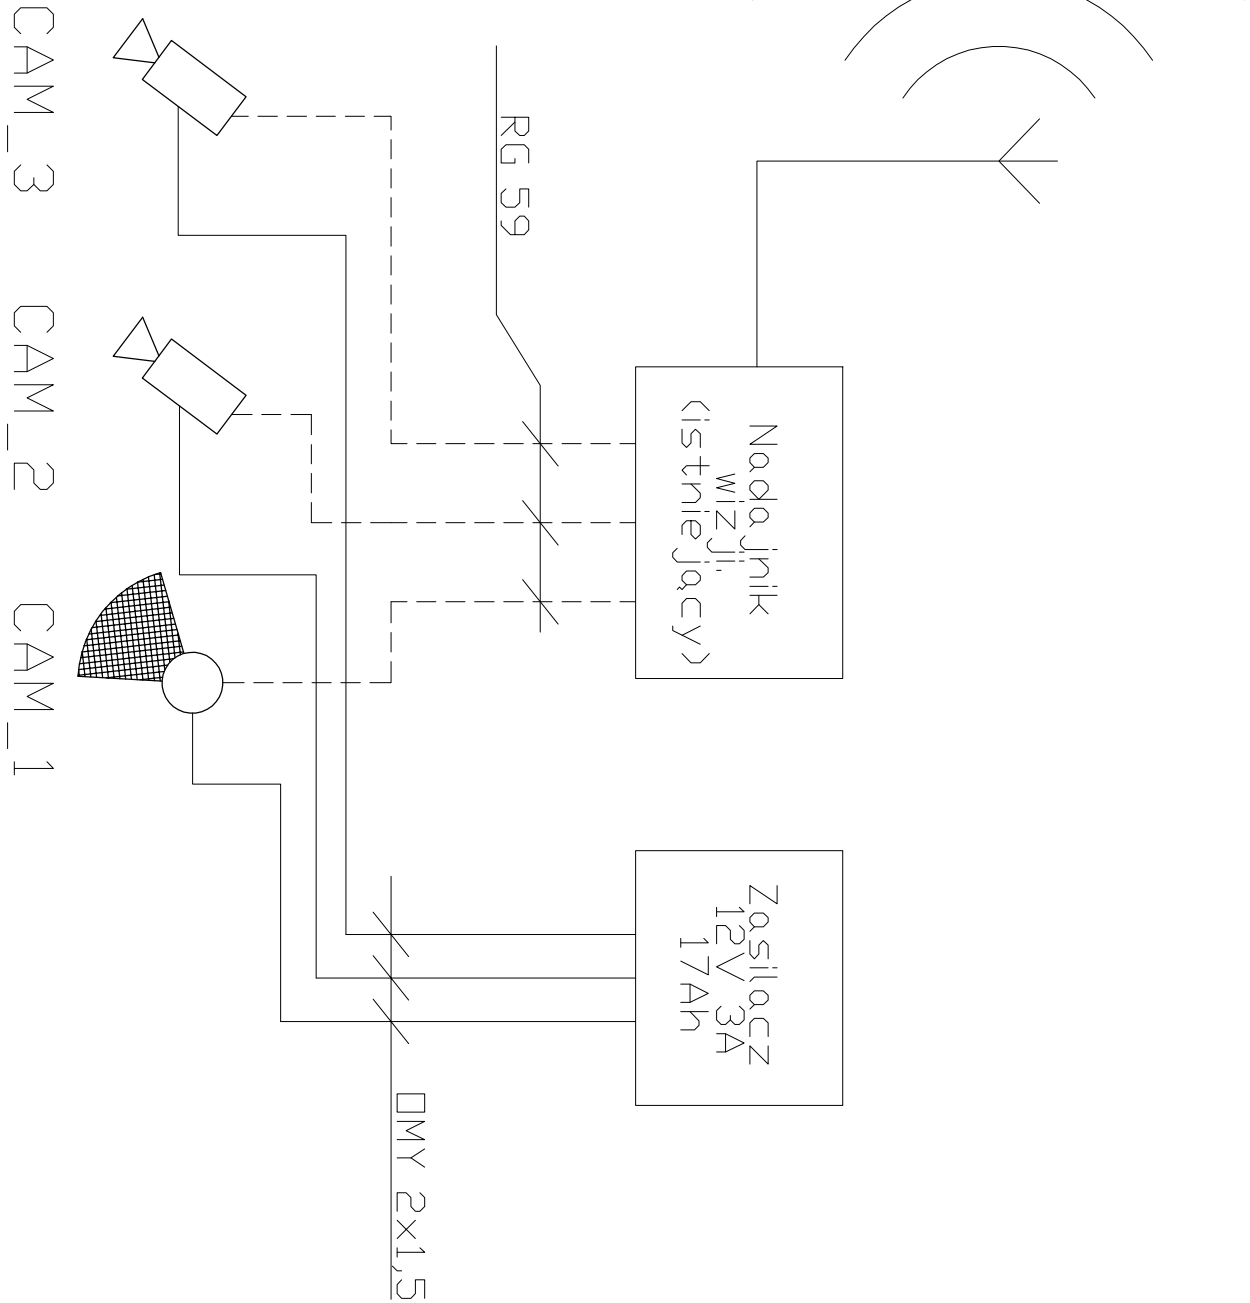 Nadajnik
wizji.
(istniejący)
Zasilacz
12V 3A
17Ah
RG 59
OMY 2x1,5
CAM_3
CAM_2
CAM_1